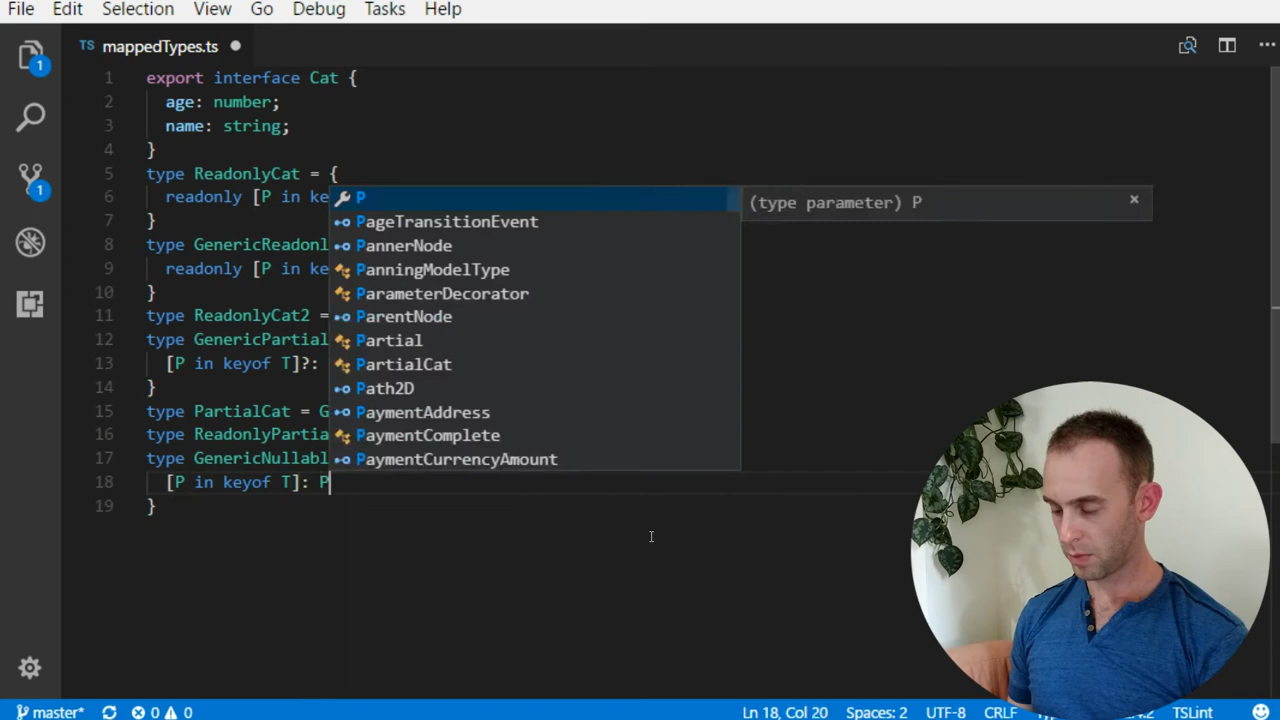 File Edit Selection View Go Debug Tasks Help
TS mappedTypes.ts
1 export interface Cat {
2 age: number;
3 name: string;
4 }
5 type ReadonlyCat = {
6 readonly [P in ke
7 }
8 type GenericReadonl
9 readonly [P in ke
10 }
11 type ReadonlyCat2 =
12 type GenericPartial
13 [P in keyof T]?:
14 }
15 type PartialCat = G
16 type ReadonlyPartia
17 type GenericNullabl
18 [P in keyof T]: P
19 }
P
PageTransitionEvent
PannerNode
PanningModelType
ParameterDecorator
ParentNode
Partial
PartialCat
Path2D
PaymentAddress
PaymentComplete
PaymentCurrencyAmount
(type parameter) P
1
1
master* 0 0 Ln 18, Col 20 Spaces: 2 UTF-8 CRLF TSLint